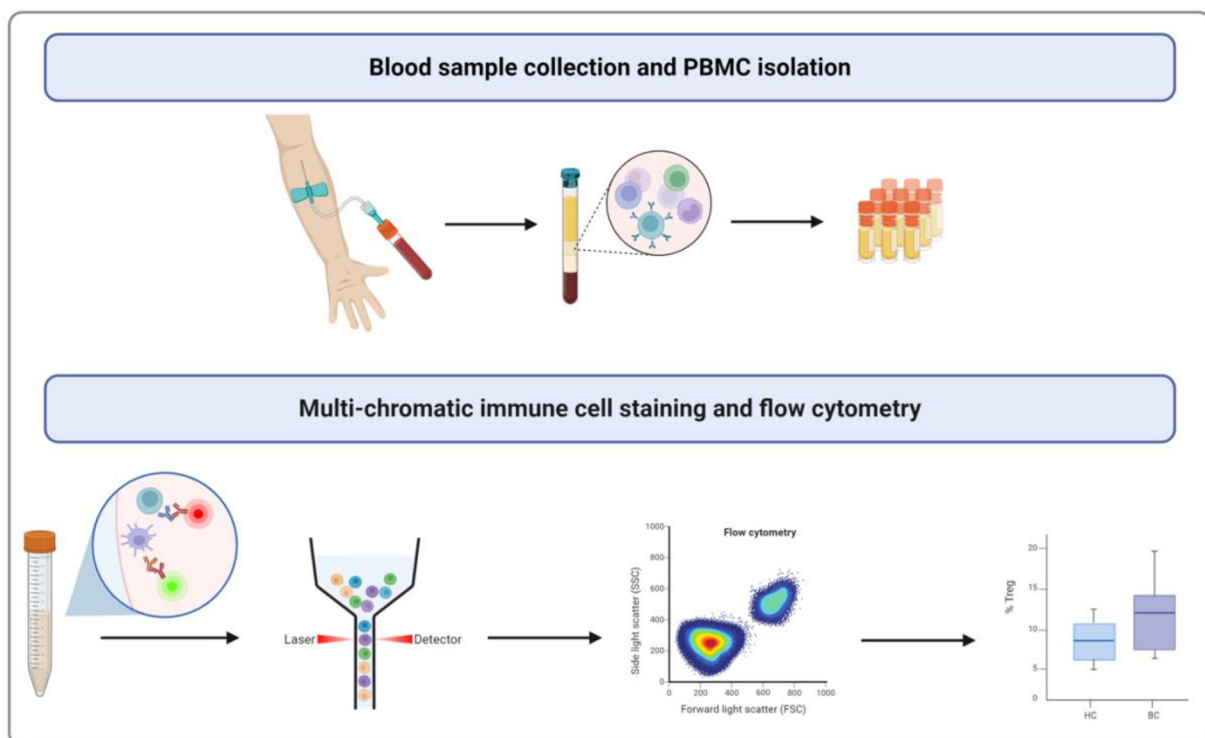 Blood sample collection and PBMC isolation
Multi-chromatic immune cell staining and flow cytometry
Laser
Detector
Flow cytometry
Side light scatter (SSC)
1000
800
600
400
200
0
0 200 400 600 800 1000
Forward light scatter (FSC)
% Treg
20
15
10
5
0
HC BC